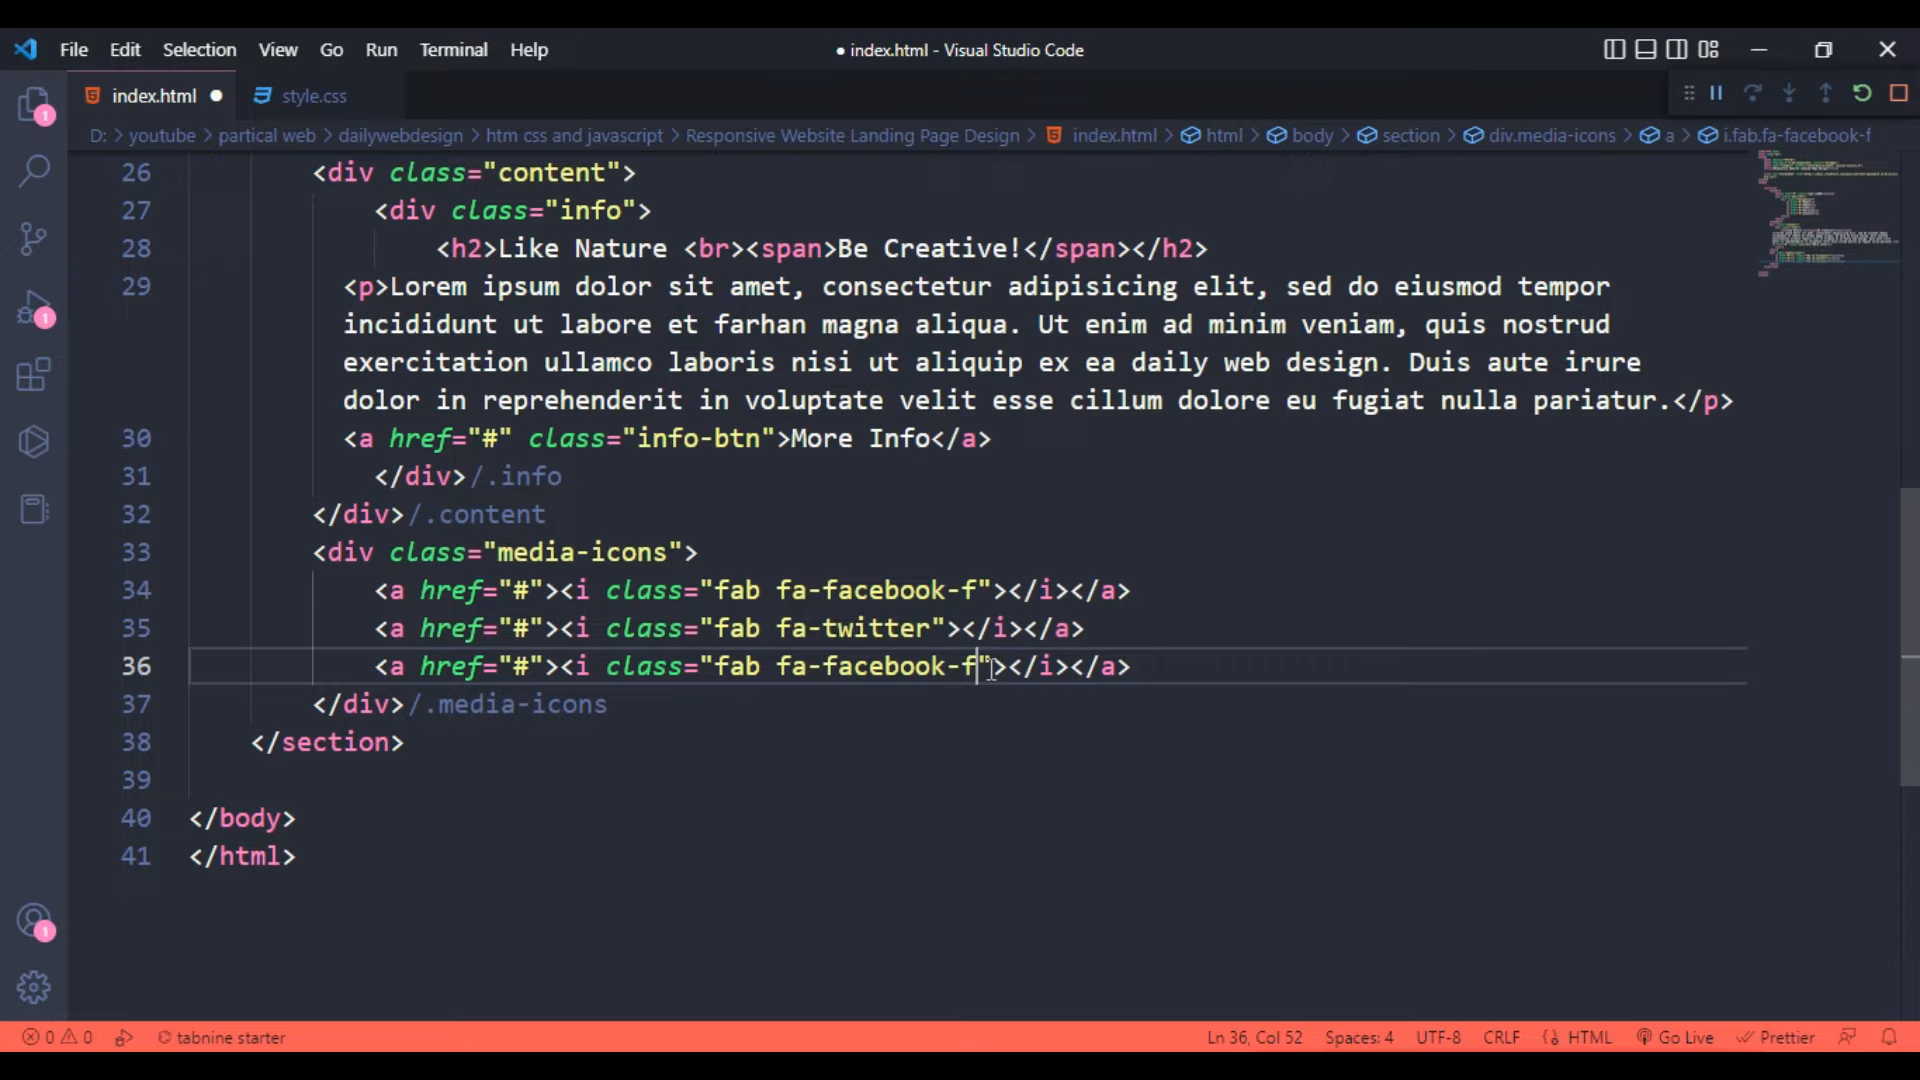 File Edit Selection View Go Run Terminal Help
● index.html - Visual Studio Code
index.html ● style.css
D: > youtube > partical web > dailywebdesign > htm css and javascript > Responsive Website Landing Page Design > index.html > html > body > section > div.media-icons > a > i.fab.fa-facebook-f
26 <div class="content">
27 <div class="info">
28 <h2>Like Nature <br><span>Be Creative!</span></h2>
29 <p>Lorem ipsum dolor sit amet, consectetur adipisicing elit, sed do eiusmod tempor
incididunt ut labore et farhan magna aliqua. Ut enim ad minim veniam, quis nostrud
exercitation ullamco laboris nisi ut aliquip ex ea daily web design. Duis aute irure
dolor in reprehenderit in voluptate velit esse cillum dolore eu fugiat nulla pariatur.</p>
30 <a href="#" class="info-btn">More Info</a>
31 </div>/.info
32 </div>/.content
33 <div class="media-icons">
34 <a href="#"><i class="fab fa-facebook-f"></i></a>
35 <a href="#"><i class="fab fa-twitter"></i></a>
36 <a href="#"><i class="fab fa-facebook-f"></i></a>
37 </div>/.media-icons
38 </section>
39
40 </body>
41 </html>
1
1
1
0 0 tabnine starter Ln 36, Col 52 Spaces: 4 UTF-8 CRLF HTML Go Live Prettier